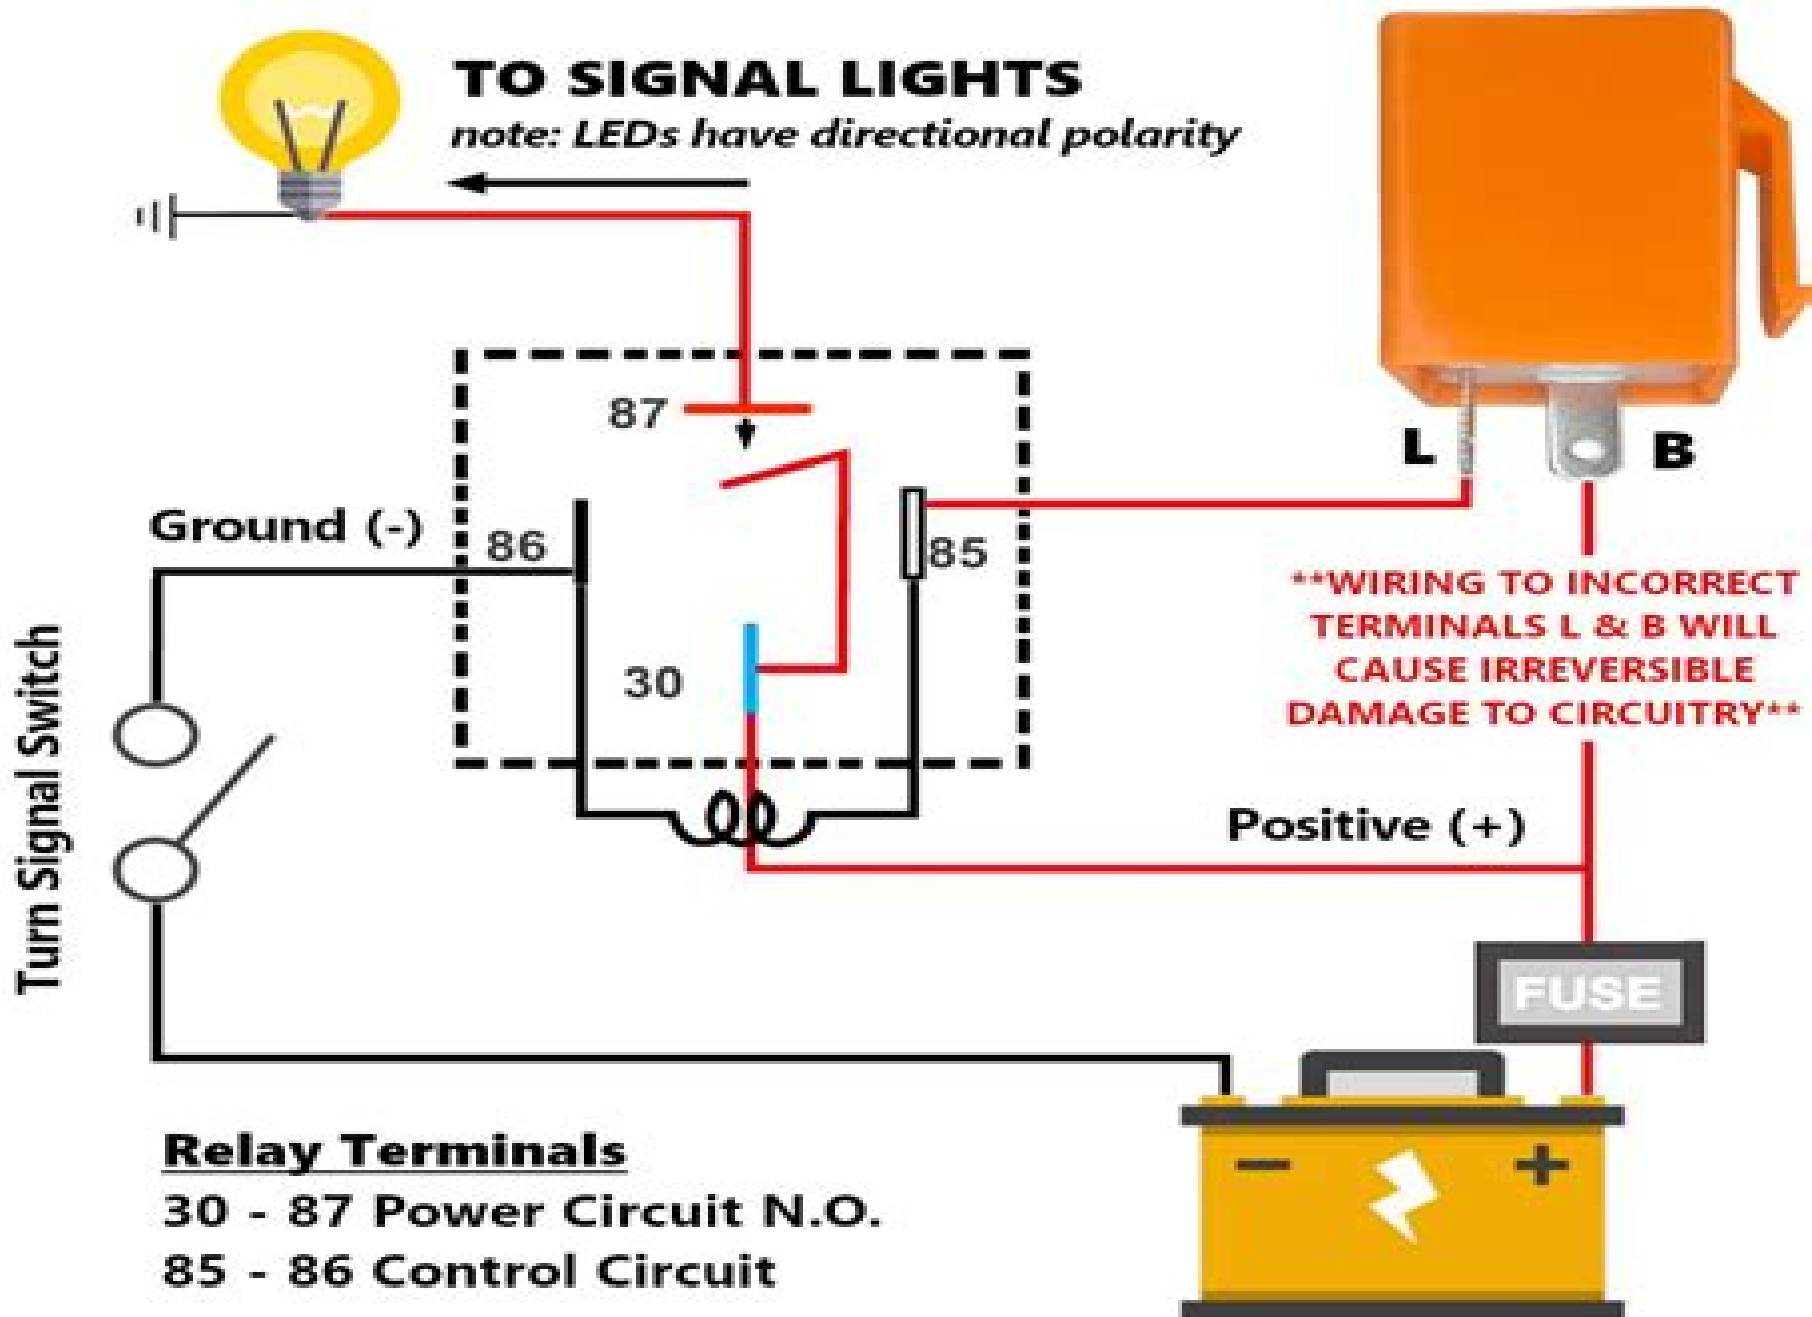 TO SIGNAL LIGHTS
note: LEDs have directional polarity
L
B
87
Ground (-)
86
85
30
**WIRING TO INCORRECT
TERMINALS L & B WILL
CAUSE IRREVERSIBLE
DAMAGE TO CIRCUITRY**
Turn Signal Switch
Positive (+)
FUSE
Relay Terminals
30 - 87 Power Circuit N.O.
85 - 86 Control Circuit